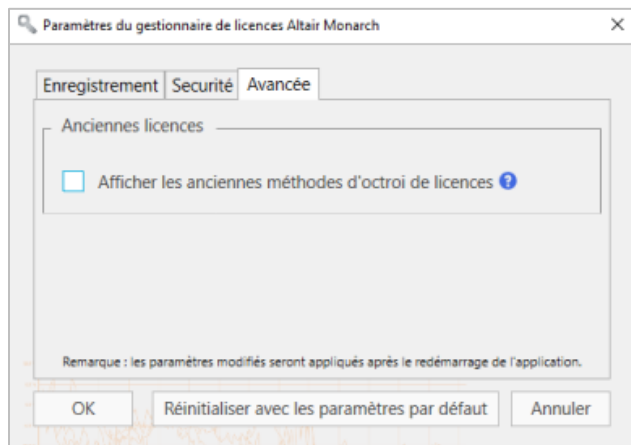 Paramètres du gestionnaire de licences Altair Monarch
Enregistrement Securité Avancée
Anciennes licences
Afficher les anciennes méthodes d'octroi de licences ?
Remarque : les paramètres modifiés seront appliqués après le redémarrage de l'application.
OK Réinitialiser avec les paramètres par défaut Annuler